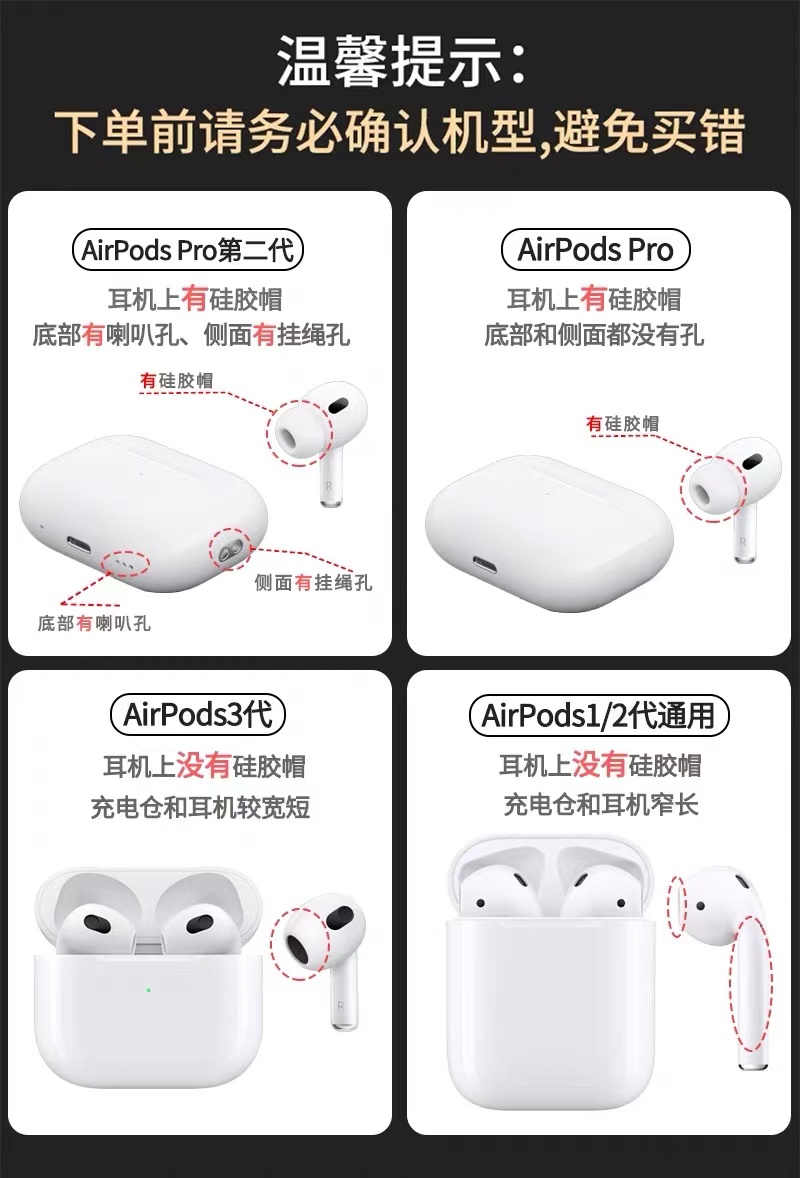 温馨提示：
下单前请务必确认机型,避免买错
AirPods Pro第二代
耳机上有硅胶帽
底部有喇叭孔、侧面有挂绳孔
有硅胶帽
R
侧面有挂绳孔
底部有喇叭孔
AirPods Pro
耳机上有硅胶帽
底部和侧面都没有孔
有硅胶帽
R
AirPods3代
耳机上没有硅胶帽
充电仓和耳机较宽短
R
AirPods1/2代通用
耳机上没有硅胶帽
充电仓和耳机窄长